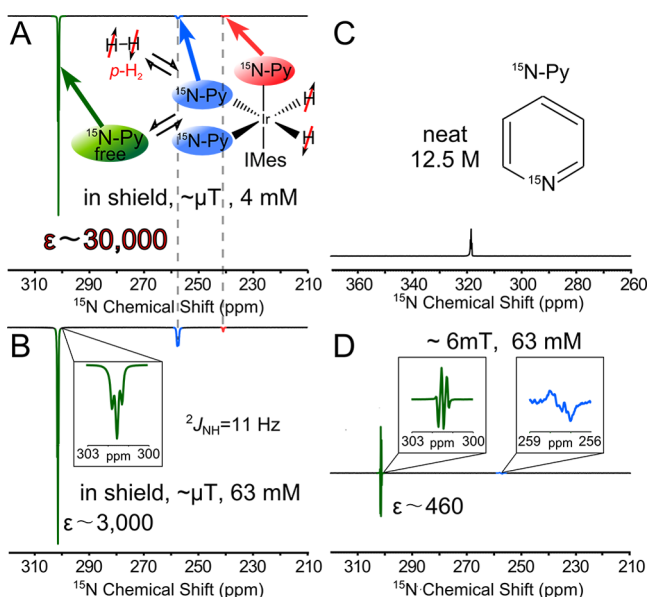 A
H-H
p-H₂
¹⁵N-Py
¹⁵N-Py
H
Ir
H
¹⁵N-Py
free
¹⁵N-Py
IMes
in shield, ~μT , 4 mM
ε~30,000
310 300 290 280 270 260 250 240 230 220 210
¹⁵N Chemical Shift (ppm)
C
¹⁵N-Py
neat
12.5 M
¹⁵N
360 340 320 300 280 260
¹⁵N Chemical Shift (ppm)
B
303 ppm 300
²J_NH=11 Hz
in shield, ~μT, 63 mM
ε~3,000
310 300 290 280 270 260 250 240 230 220 210
¹⁵N Chemical Shift (ppm)
D
~ 6mT, 63 mM
303 ppm 300
259 ppm 256
ε~460
310 300 290 280 270 260 250 240 230 220 210
¹⁵N Chemical Shift (ppm)